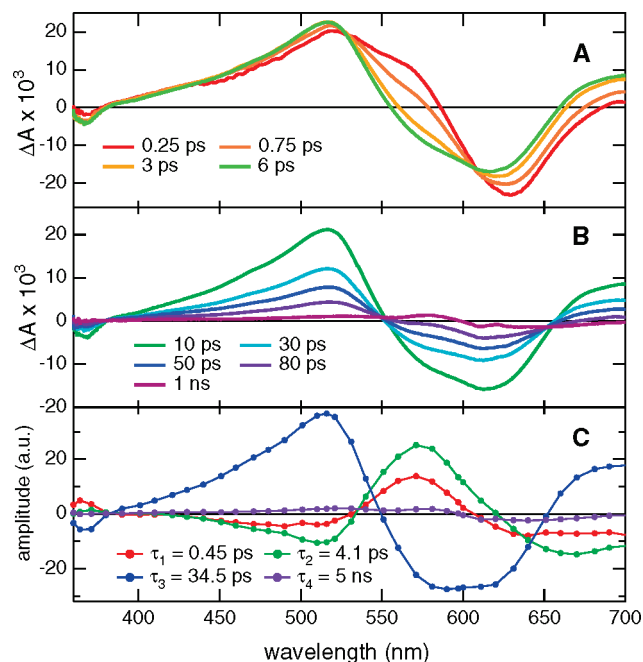 20
10
0
-10
-20
ΔA x 10³
A
0.25 ps 0.75 ps
3 ps 6 ps
20
10
0
-10
-20
ΔA x 10³
B
10 ps 30 ps
50 ps 80 ps
1 ns
20
0
-20
amplitude (a.u.)
C
τ₁ = 0.45 ps τ₂ = 4.1 ps
τ₃ = 34.5 ps τ₄ = 5 ns
400 450 500 550 600 650 700
wavelength (nm)